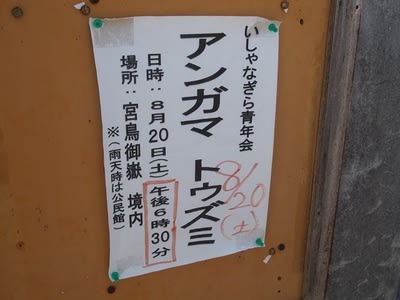 いしゃなぎら青年会
アンガマ トゥズミ
8/20
(土)
日時：8月20日(土)午後6時30分
場所：宮鳥御嶽 境内
※(雨天時は公民館)